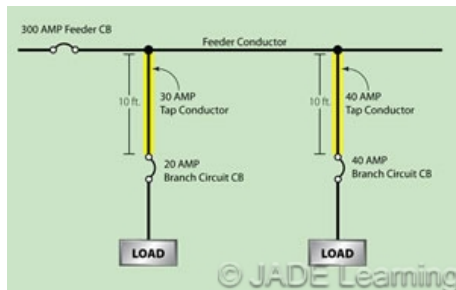 300 AMP Feeder CB
Feeder Conductor
10 ft.
30 AMP
Tap Conductor
10 ft.
40 AMP
Tap Conductor
20 AMP
Branch Circuit CB
40 AMP
Branch Circuit CB
LOAD
LOAD
© JADE Learning